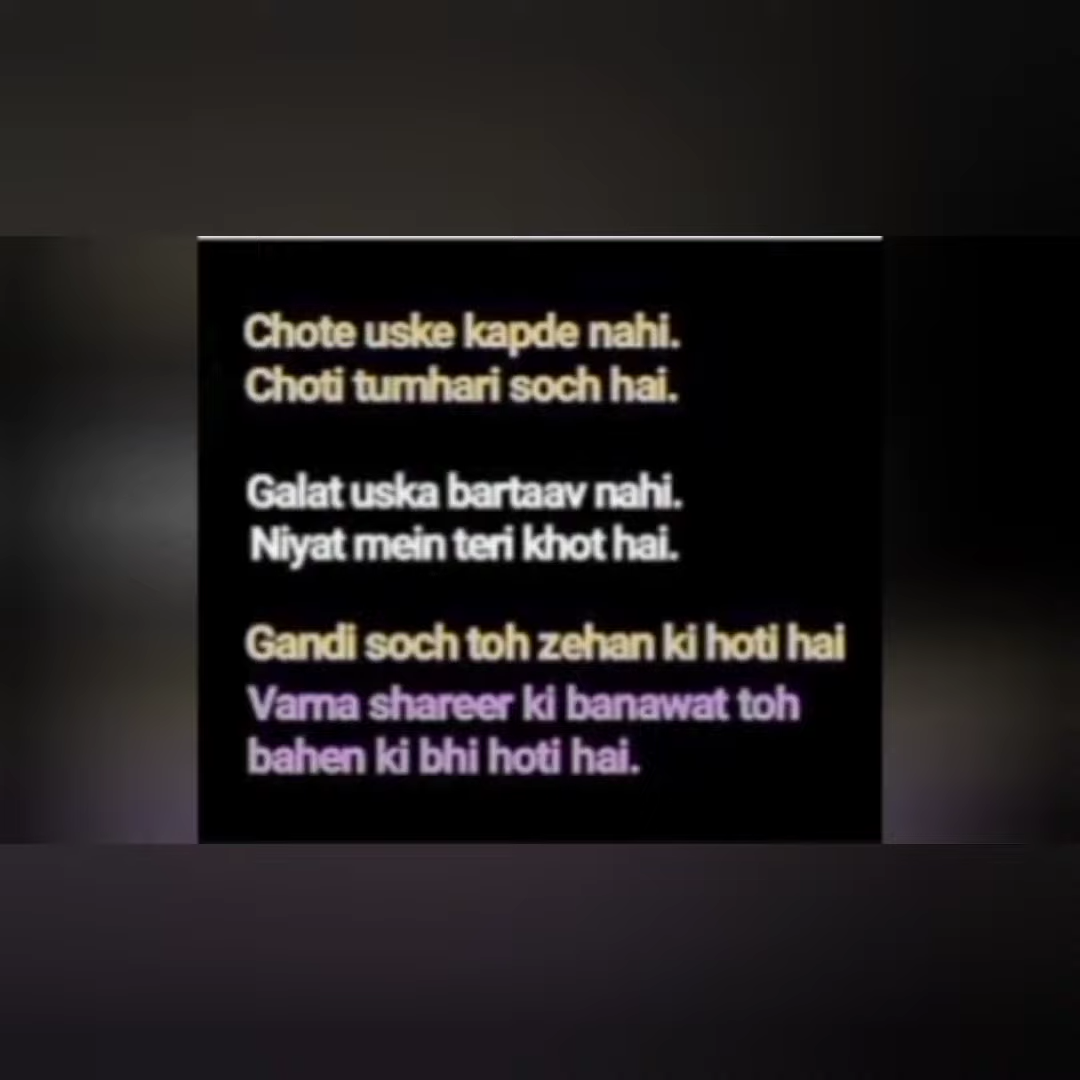 Chote uske kapde nahi.
Choti tumhari soch hai.
Galat uska bartaav nahi.
Niyat mein teri khot hai.
Gandi soch toh zehan ki hoti hai
Varna shareer ki banawat toh
bahen ki bhi hoti hai.